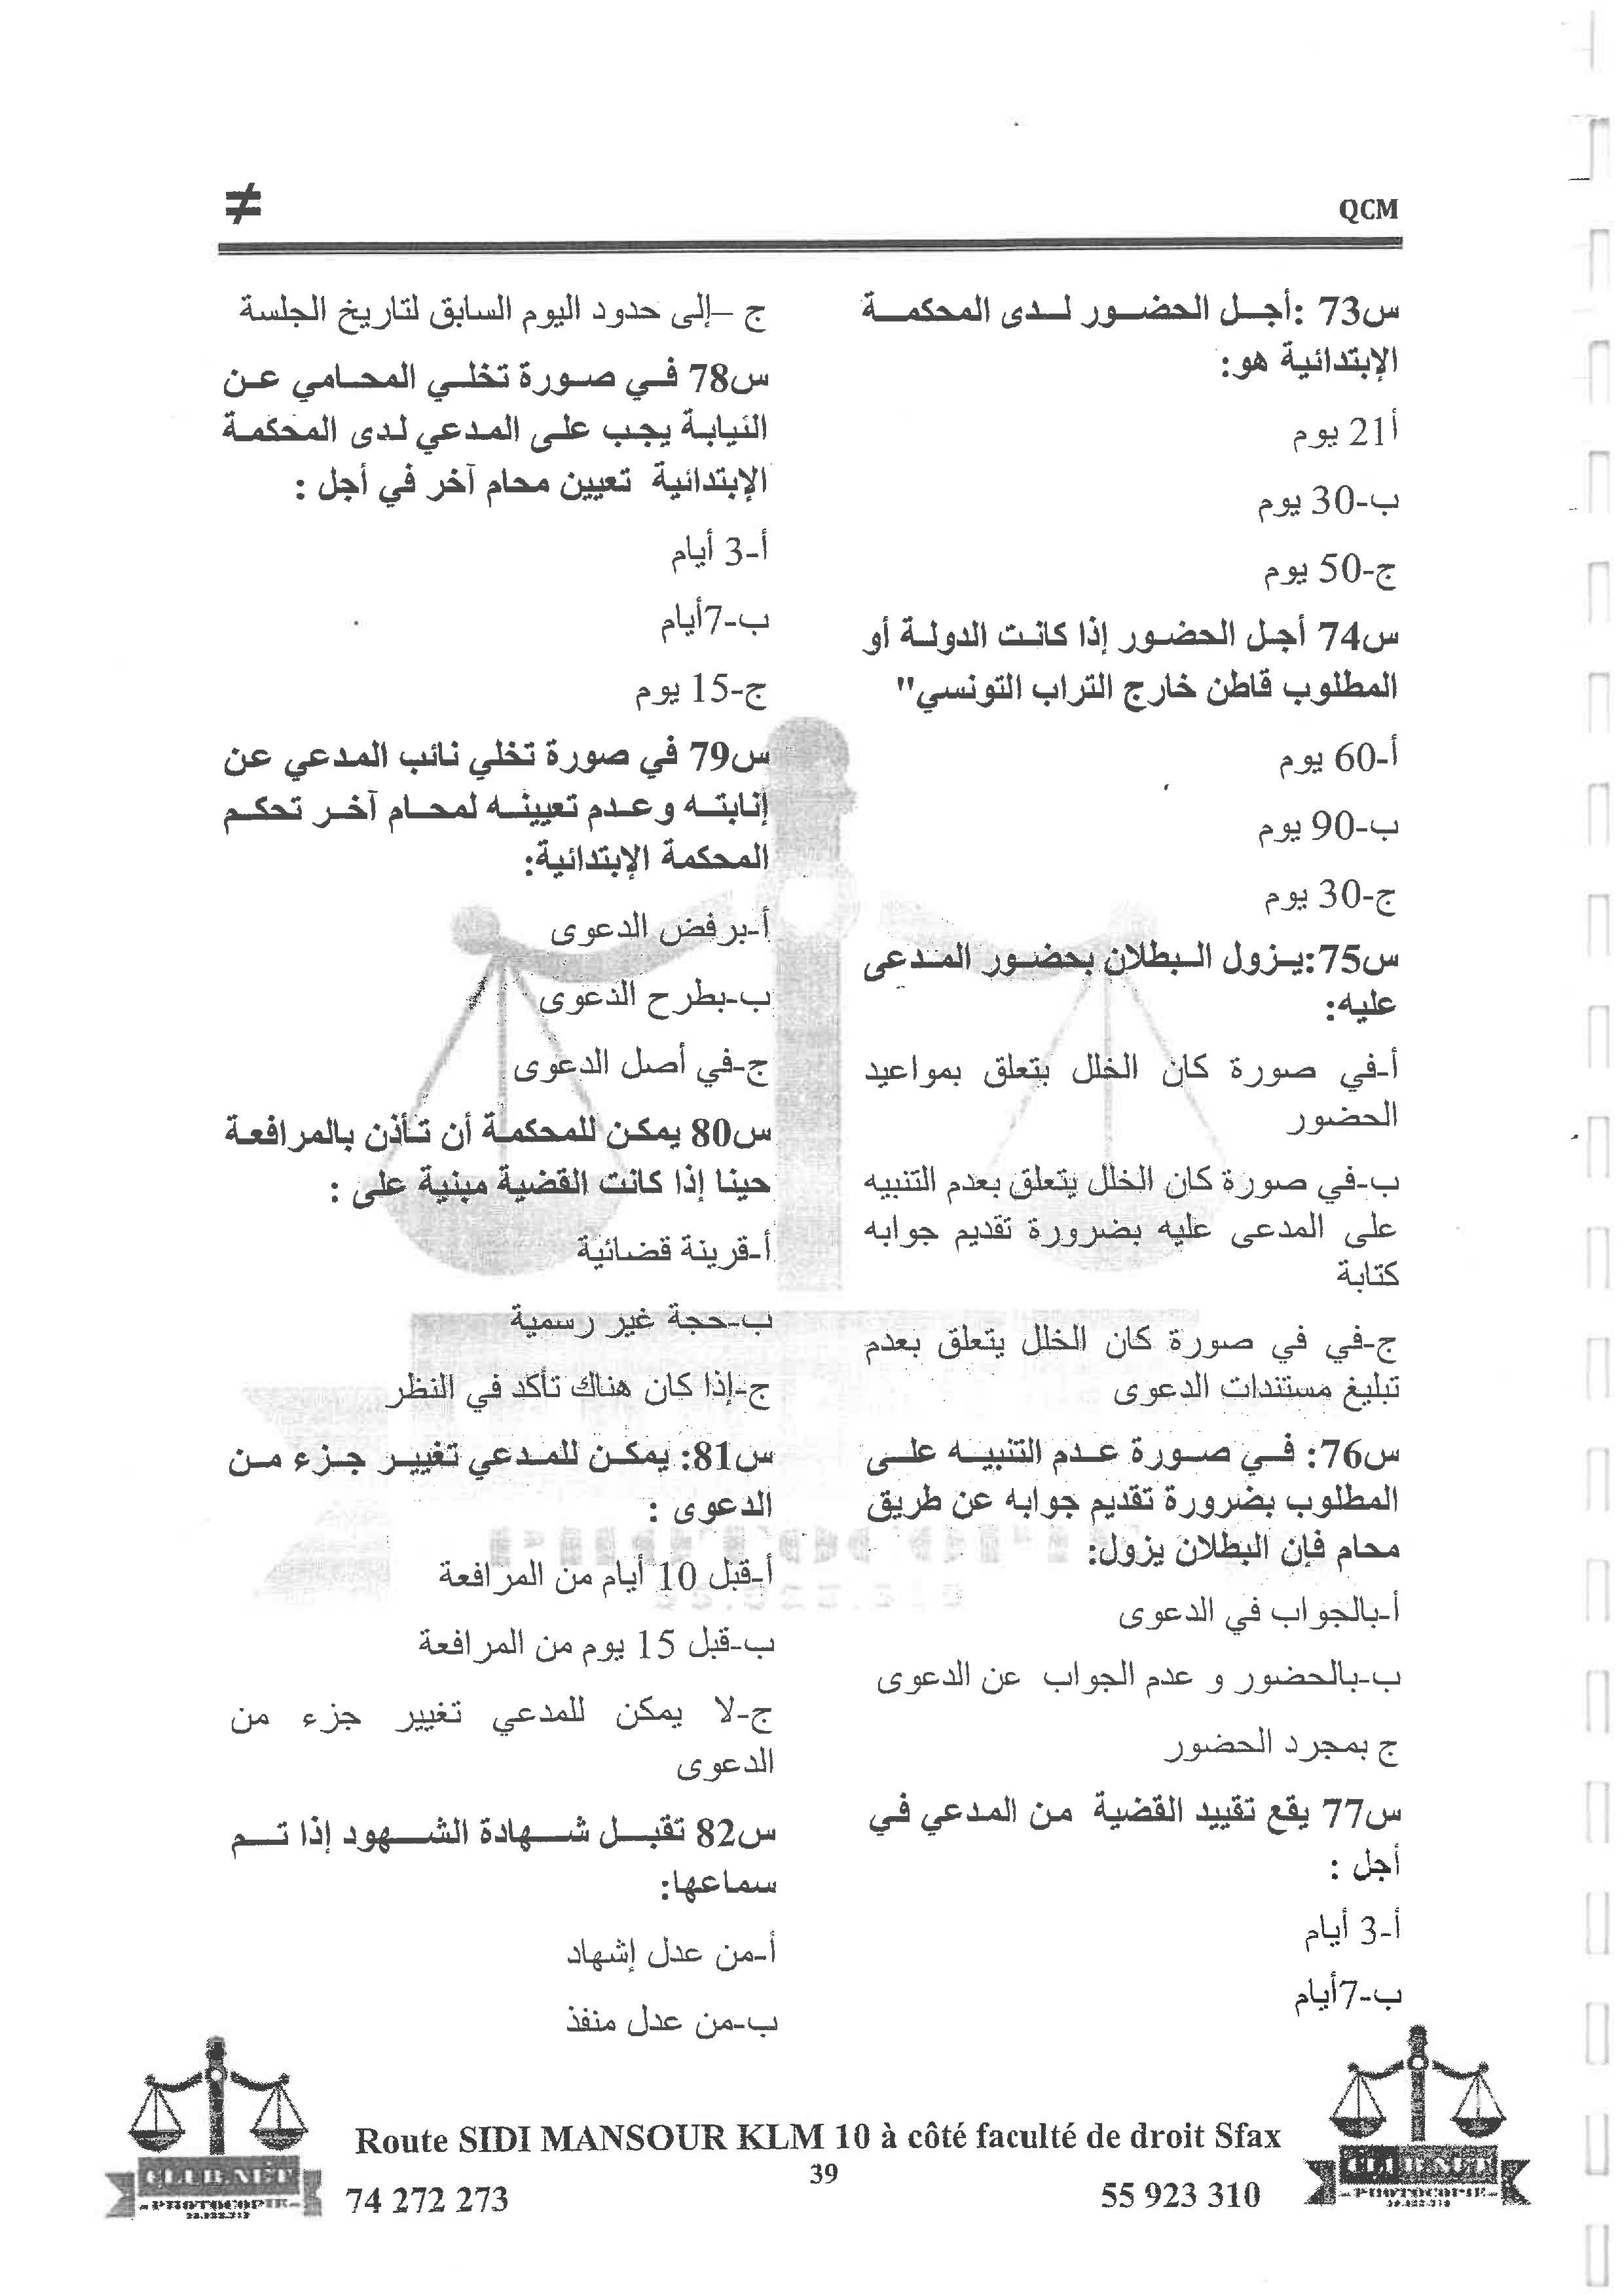 ≠
QCM
س73 :أجل الحضور لدى المحكمة
الإبتدائية هو:
أ21 يوم
ب-30 يوم
ج-50 يوم
س74 أجل الحضور إذا كانت الدولة أو
المطلوب قاطن خارج التراب التونسي"
أ-60 يوم
ب-90 يوم
ج-30 يوم
س75:يزول البطلان بحضور المدعى
عليه:
أ-في صورة كان الخلل يتعلق بمواعيد
الحضور
ب-في صورة كان الخلل يتعلق بعدم التنبيه
على المدعى عليه بضرورة تقديم جوابه
كتابة
ج-في في صورة كان الخلل يتعلق بعدم
تبليغ مستندات الدعوى
س76: في صورة عدم التنبيه على
المطلوب بضرورة تقديم جوابه عن طريق
محام فإن البطلان يزول:
أ-بالجواب في الدعوى
ب-بالحضور و عدم الجواب عن الدعوى
ج بمجرد الحضور
س77 يقع تقييد القضية من المدعي في
أجل :
أ-3 أيام
ب-7أيام
ج –إلى حدود اليوم السابق لتاريخ الجلسة
س78 في صورة تخلي المحامي عن
النيابة يجب على المدعي لدى المحكمة
الإبتدائية تعيين محام آخر في أجل :
أ-3 أيام
ب-7أيام
ج-15 يوم
س79 في صورة تخلي نائب المدعي عن
إنابته وعدم تعيينه لمحام آخر تحكم
المحكمة الإبتدائية:
أ-برفض الدعوى
ب-بطرح الدعوى
ج-في أصل الدعوى
س80 يمكن للمحكمة أن تأذن بالمرافعة
حينا إذا كانت القضية مبنية على :
أ-قرينة قضائية
ب-حجة غير رسمية
ج-إذا كان هناك تأكد في النظر
س81: يمكن للمدعي تغيير جزء من
الدعوى :
أ-قبل 10 أيام من المرافعة
ب-قبل 15 يوم من المرافعة
ج-لا يمكن للمدعي تغيير جزء من
الدعوى
س82 تقبل شهادة الشهود إذا تم
سماعها:
أ-من عدل إشهاد
ب-من عدل منفذ
Route SIDI MANSOUR KLM 10 à côté faculté de droit Sfax
39
74 272 273
55 923 310
CLUB NET
PHOTOCOPIE
CLUB NET
PHOTOCOPIE